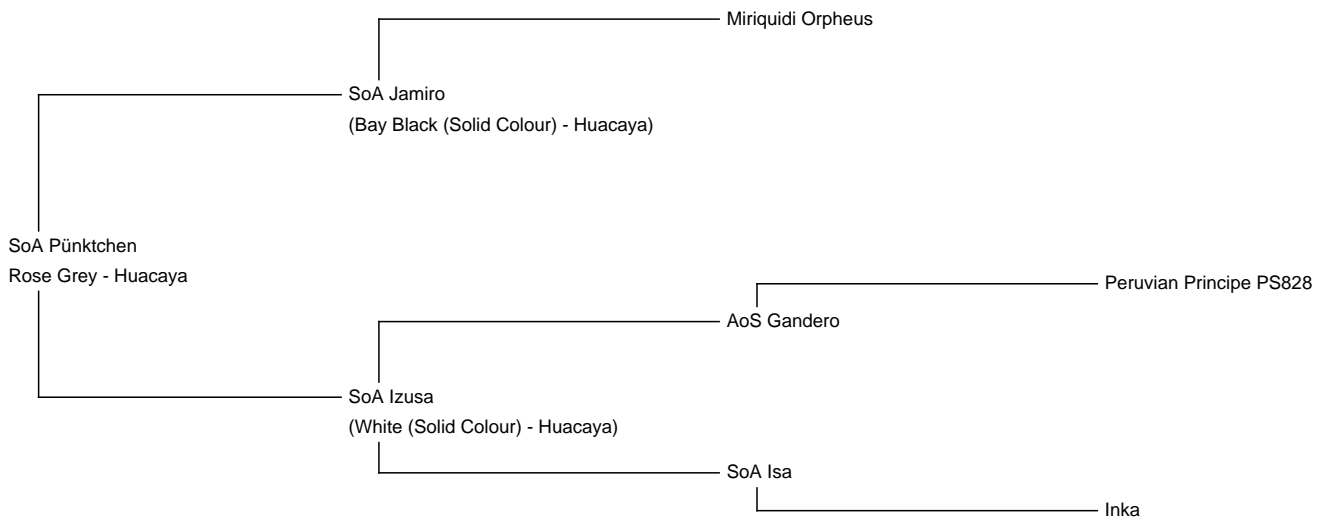 Miriquidi Orpheus
SoA Jamiro
(Bay Black (Solid Colour) - Huacaya)
SoA Pünktchen
Rose Grey - Huacaya
Peruvian Principe PS828
AoS Gandero
SoA Izusa
(White (Solid Colour) - Huacaya)
SoA Isa
Inka